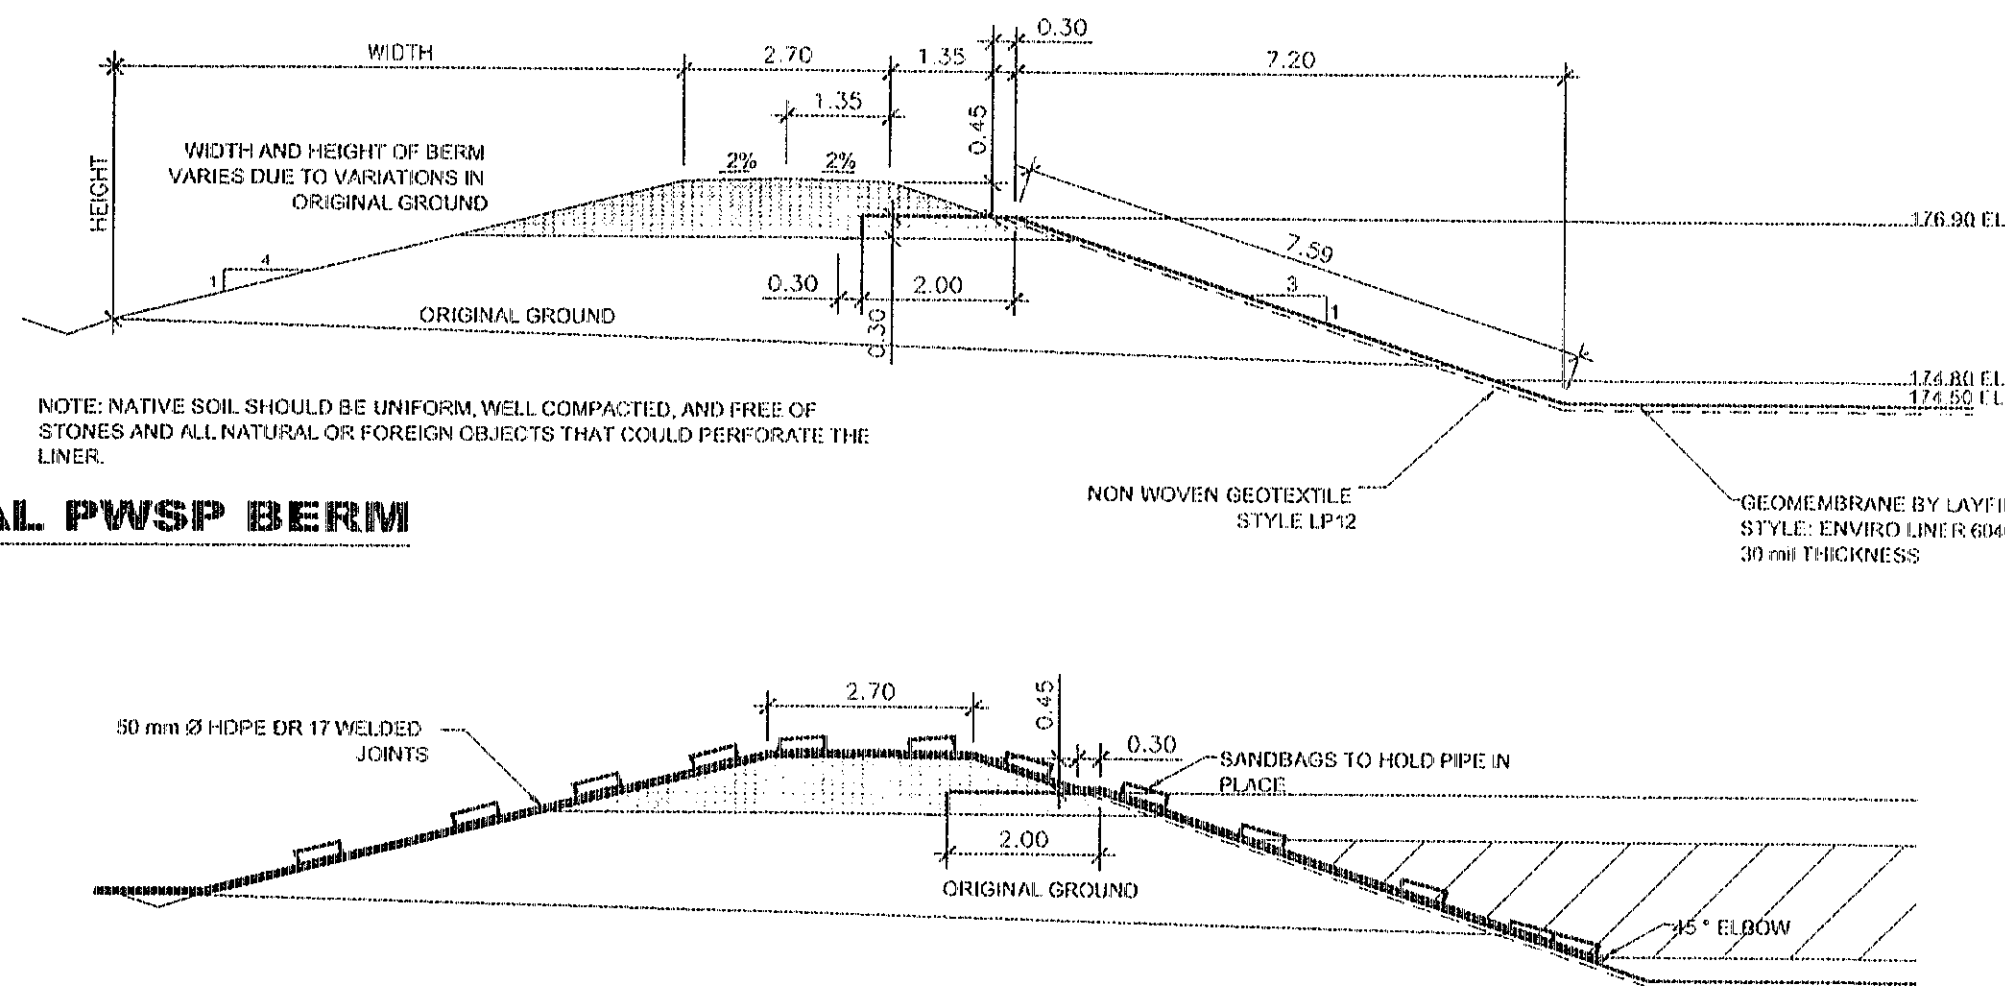 0.30
WIDTH
2.70
1.35
7.20
1.35
0.45
WIDTH AND HEIGHT OF BERM
VARIES DUE TO VARIATIONS IN
ORIGINAL GROUND
2%
2%
HEIGHT
176.90 EL
7.59
4
1
0.30
2.00
3
1
ORIGINAL GROUND
0.30
174.80 EL
174.50 EL
NOTE: NATIVE SOIL SHOULD BE UNIFORM, WELL COMPACTED, AND FREE OF
STONES AND ALL NATURAL OR FOREIGN OBJECTS THAT COULD PERFORATE THE
LINER.
AL PWSP BERM
NON WOVEN GEOTEXTILE
STYLE LP12
GEOMEMBRANE BY
STYLE: ENVIRO LINER
30 mil THICKNESS
2.70
0.45
50 mm Ø HDPE DR 17 WELDED
JOINTS
0.30
SANDBAGS TO HOLD PIPE IN
PLACE
2.00
ORIGINAL GROUND
45° ELBOW